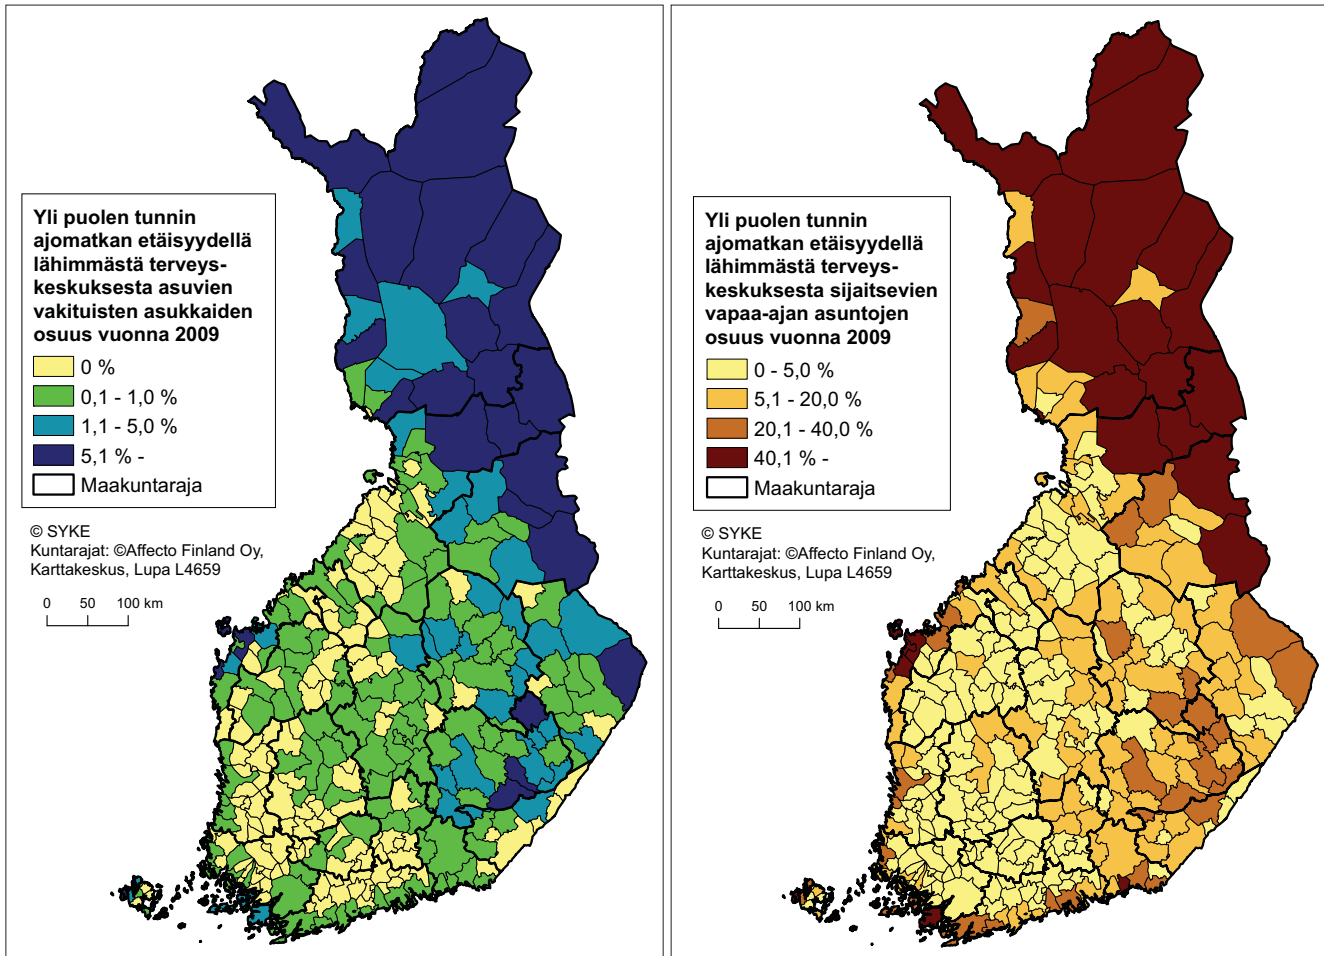 Yli puolen tunnin
ajomatkan etäisyydellä
lähimmästä terveys-
keskuksesta asuvien
vakituisten asukkaiden
osuus vuonna 2009
0 %
0,1 - 1,0 %
1,1 - 5,0 %
5,1 % -
Maakuntaraja
© SYKE
Kuntarajat: ©Affecto Finland Oy,
Karttakeskus, Lupa L4659
0 50 100 km
Yli puolen tunnin
ajomatkan etäisyydellä
lähimmästä terveys-
keskuksesta sijaitsevien
vapaa-ajan asuntojen
osuus vuonna 2009
0 - 5,0 %
5,1 - 20,0 %
20,1 - 40,0 %
40,1 % -
Maakuntaraja
© SYKE
Kuntarajat: ©Affecto Finland Oy,
Karttakeskus, Lupa L4659
0 50 100 km